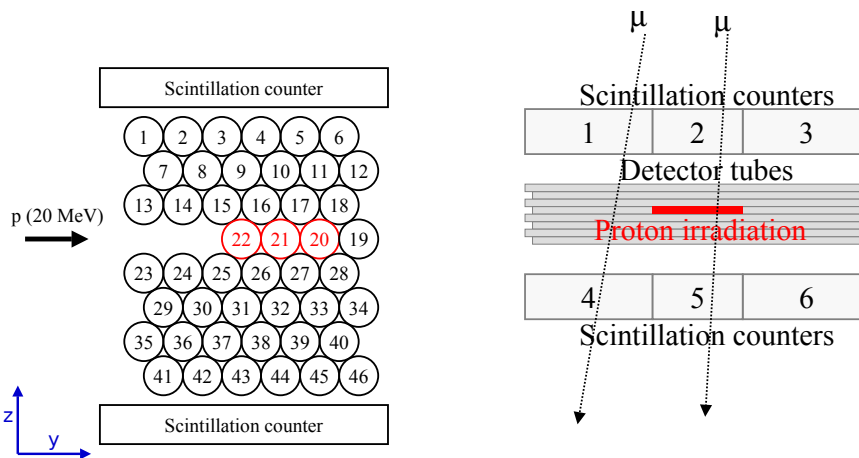 Scintillation counter
1 2 3 4 5 6
7 8 9 10 11 12
13 14 15 16 17 18
p (20 MeV)
22 21 20 19
23 24 25 26 27 28
29 30 31 32 33 34
35 36 37 38 39 40
41 42 43 44 45 46
Scintillation counter
z
y
μ μ
Scintillation counters
1 2 3
Detector tubes
Proton irradiation
4 5 6
Scintillation counters